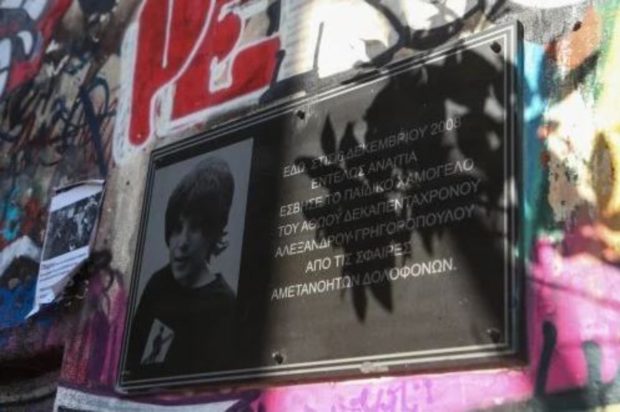 ΕΔΩ ΣΤΙΣ 6 ΔΕΚΕΜΒΡΙΟΥ 2008
ΕΝΤΕΛΩΣ ΑΝΑΙΤΙΑ
ΕΣΒΗΣΕ ΤΟ ΠΑΙΔΙΚΟ ΧΑΜΟΓΕΛΟ
ΤΟΥ ΑΘΩΟΥ ΔΕΚΑΠΕΝΤΑΧΡΟΝΟΥ
ΑΛΕΞΑΝΔΡΟΥ ΓΡΗΓΟΡΟΠΟΥΛΟΥ
ΑΠΟ ΤΙΣ ΣΦΑΙΡΕΣ
ΑΜΕΤΑΝΟΗΤΩΝ ΔΟΛΟΦΟΝΩΝ.